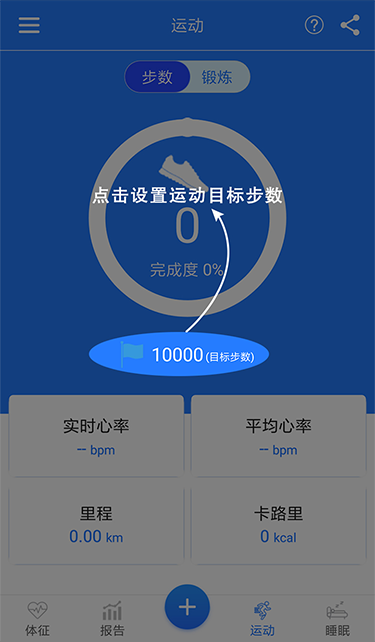 运动
步数 锻炼
点击设置运动目标步数
0
完成度 0%
10000(目标步数)
实时心率 平均心率
-- bpm -- bpm
里程 卡路里
0.00 km 0 kcal
体征 报告 运动 睡眠